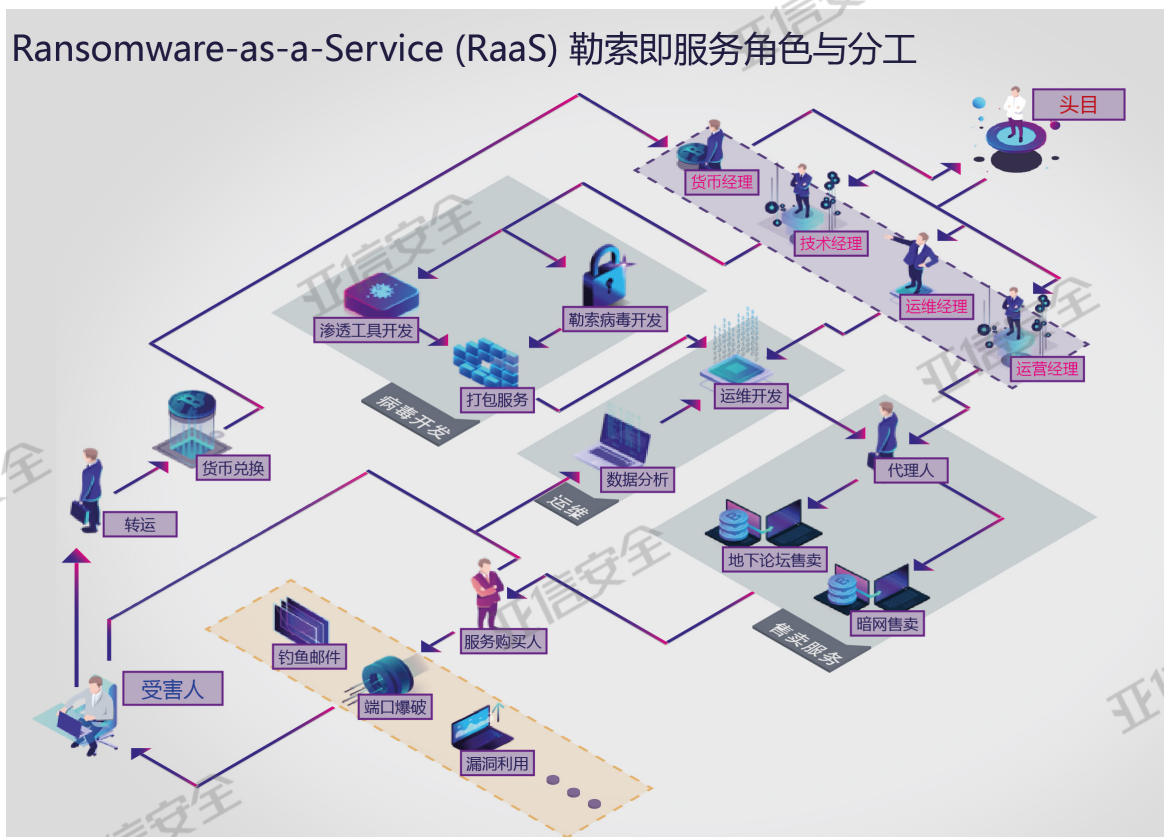 Ransomware-as-a-Service (RaaS) 勒索即服务角色与分工
头目
货币经理
技术经理
运维经理
运营经理
渗透工具开发
勒索病毒开发
打包服务
病毒开发
运维开发
数据分析
运维
代理人
地下论坛售卖
暗网售卖
售卖服务
货币兑换
转运
服务购买人
钓鱼邮件
端口爆破
漏洞利用
受害人
亚信安全
亚信安全
亚信安全
亚信安全